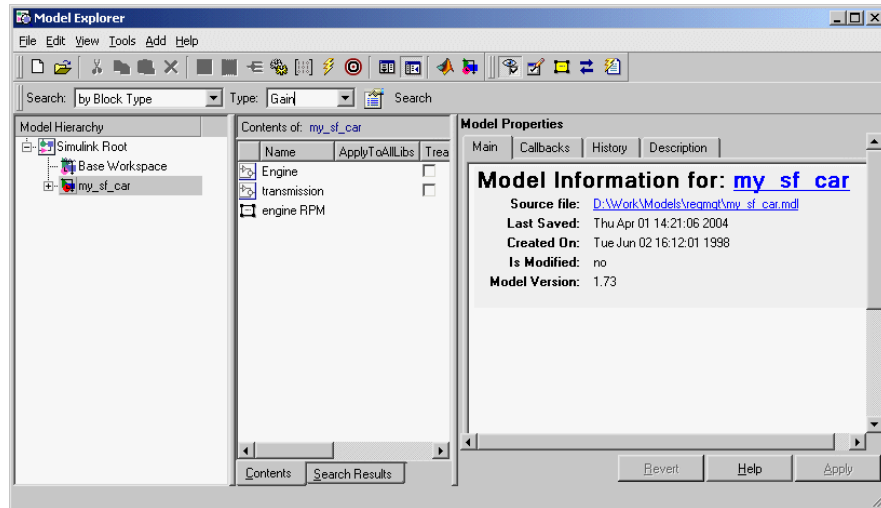 Model Explorer
File Edit View Tools Add Help
Search: by Block Type Type: Gain Search
Model Hierarchy
Simulink Root
Base Workspace
my_sf_car
Contents of: my_sf_car
Name ApplyToAllLibs Trea
Engine
transmission
engine RPM
Contents Search Results
Model Properties
Main Callbacks History Description
Model Information for: my_sf_car
Source file: D:\Work\Models\reqmgt\my_sf_car.mdl
Last Saved: Thu Apr 01 14:21:06 2004
Created On: Tue Jun 02 16:12:01 1998
Is Modified: no
Model Version: 1.73
Revert Help Apply